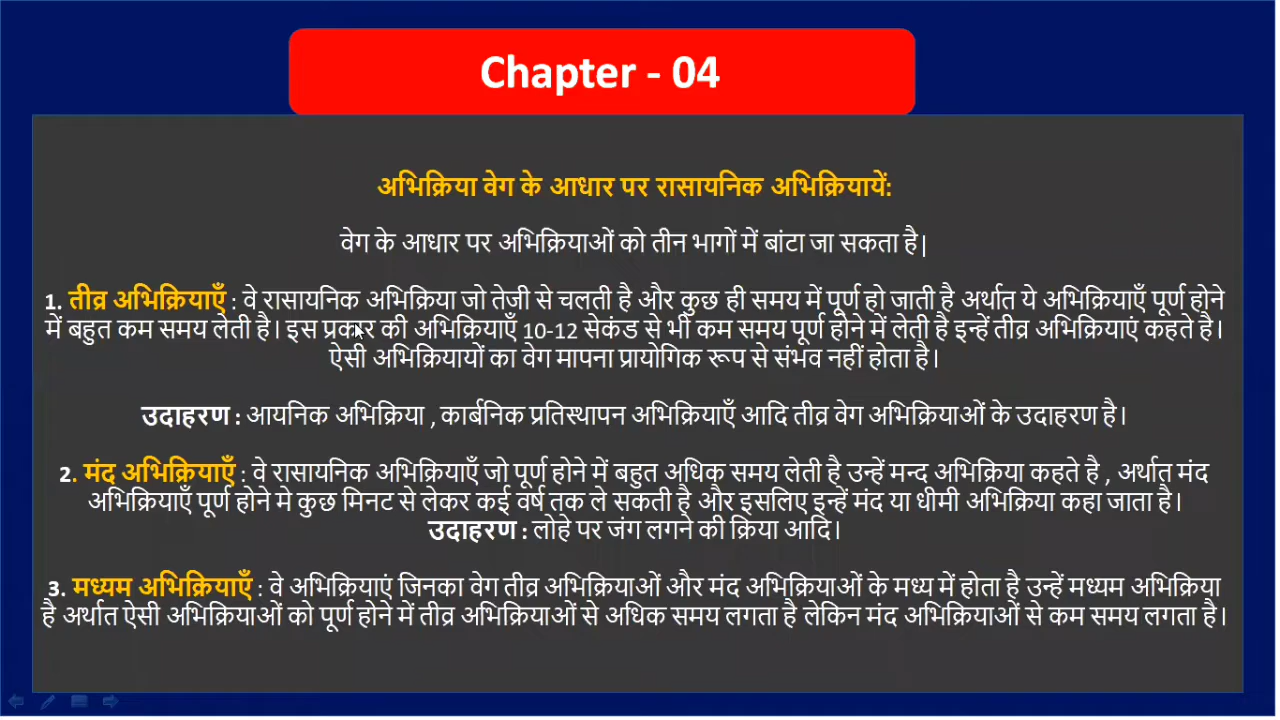 Chapter - 04
अभिक्रिया वेग के आधार पर रासायनिक अभिक्रियायें:
वेग के आधार पर अभिक्रियाओं को तीन भागों में बांटा जा सकता है|
1. तीव्र अभिक्रियाएँ : वे रासायनिक अभिक्रिया जो तेजी से चलती है और कुछ ही समय में पूर्ण हो जाती है अर्थात ये अभिक्रियाएँ पूर्ण होने
में बहुत कम समय लेती है। इस प्रकार की अभिक्रियाएँ 10-12 सेकंड से भी कम समय पूर्ण होने में लेती है इन्हें तीव्र अभिक्रियाएं कहते है।
ऐसी अभिक्रियायों का वेग मापना प्रायोगिक रूप से संभव नहीं होता है।
उदाहरण : आयनिक अभिक्रिया , कार्बनिक प्रतिस्थापन अभिक्रियाएँ आदि तीव्र वेग अभिक्रियाओं के उदाहरण है।
2. मंद अभिक्रियाएँ : वे रासायनिक अभिक्रियाएँ जो पूर्ण होने में बहुत अधिक समय लेती है उन्हें मन्द अभिक्रिया कहते है , अर्थात मंद
अभिक्रियाएँ पूर्ण होने मे कुछ मिनट से लेकर कई वर्ष तक ले सकती है और इसलिए इन्हें मंद या धीमी अभिक्रिया कहा जाता है।
उदाहरण : लोहे पर जंग लगने की क्रिया आदि।
3. मध्यम अभिक्रियाएँ : वे अभिक्रियाएं जिनका वेग तीव्र अभिक्रियाओं और मंद अभिक्रियाओं के मध्य में होता है उन्हें मध्यम अभिक्रिया
है अर्थात ऐसी अभिक्रियाओं को पूर्ण होने में तीव्र अभिक्रियाओं से अधिक समय लगता है लेकिन मंद अभिक्रियाओं से कम समय लगता है।